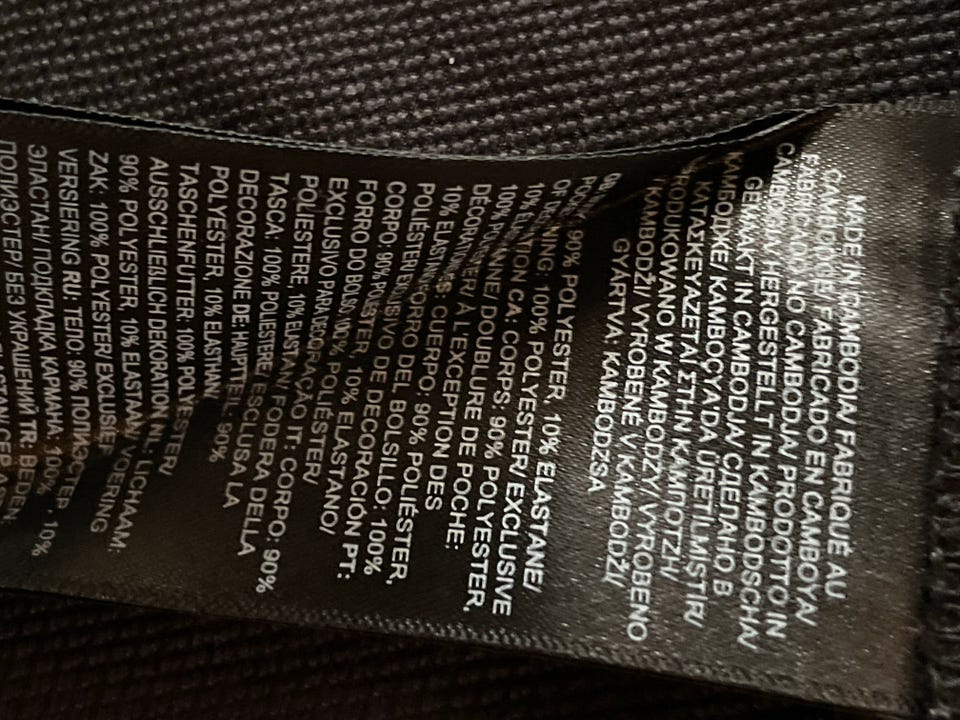 MADE IN CAMBODIA/ FABRIQUÉ AU
CAMBODGE/ FABRICADO EN CAMBOYA/
FABRICADO NO CAMBODJA/ PRODOTTO IN
CAMBOGIA/ HERGESTELLT IN KAMBODSCHA/
GEMAAKT IN CAMBODJA/ СДЕЛАНО В
КАМБОДЖЕ/ KAMBOÇYA'DA ÜRETİLMİŞTİR/
ΚΑΤΑΣΚΕΥΑΖΕΤΑΙ ΣΤΗΝ ΚΑΜΠΟΤΖΗ/
WYPRODUKOWANO W KAMBODŻY/ VYROBENO
V KAMBODŽI/ VYROBENÉ V KAMBODŽI/
GYÁRTVA: KAMBODZSA
90% POLYESTER, 10% ELASTANE/
POCKET LINING 100% POLYESTER/ EXCLUSIVE
OF DECORATION CA: CORPS: 90% POLYESTER,
10% ÉLASTHANNE/ DOUBLURE DE POCHE:
100% POLYESTER/ À L'EXCEPTION DES
DÉCORATIONS: CUERPO: 90% POLIÉSTER,
10% ELASTANO/ FORRO DEL BOLSILLO: 100%
POLIÉSTER/ EXCLUSIVO DE DECORACIÓN PT:
CORPO: 90% POLIÉSTER, 10% ELASTANO/
FORRO DO BOLSO: 100% POLIÉSTER/
EXCLUSIVO PARA DECORAÇÃO IT: CORPO: 90%
POLIESTERE, 10% ELASTAN/ FODERA DELLA
TASCA: 100% POLIESTERE/ ESCLUSA LA
DECORAZIONE DE: HAUPTTEIL: 90%
POLYESTER, 10% ELASTHAN/
TASCHENFUTTER: 100% POLYESTER/
AUSSCHLIEßLICH DEKORATION NL: LICHAAM:
90% POLYESTER, 10% ELASTAN/ VOERING
ZAK: 100% POLYESTER/ EXCLUSIEF
VERSIERING RU: ТЕЛО: 90% ПОЛИЭСТЕР, 10%
ЭЛАСТАН/ ПОДКЛАДКА КАРМАНА: 100%
ПОЛИЭСТЕР/ БЕЗ УКРАШЕНИЙ TR: BEDEN: